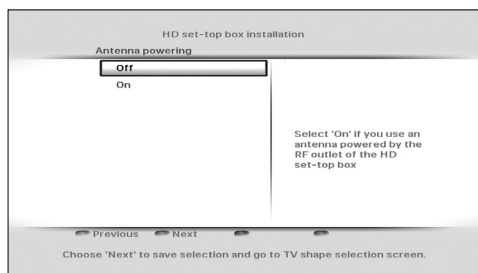 HD set-top box installation
Antenna powering
Off
On
Select 'On' if you use an
antenna powered by the
RF outlet of the HD
set-top box
Previous Next
Choose 'Next' to save selection and go to TV shape selection screen.